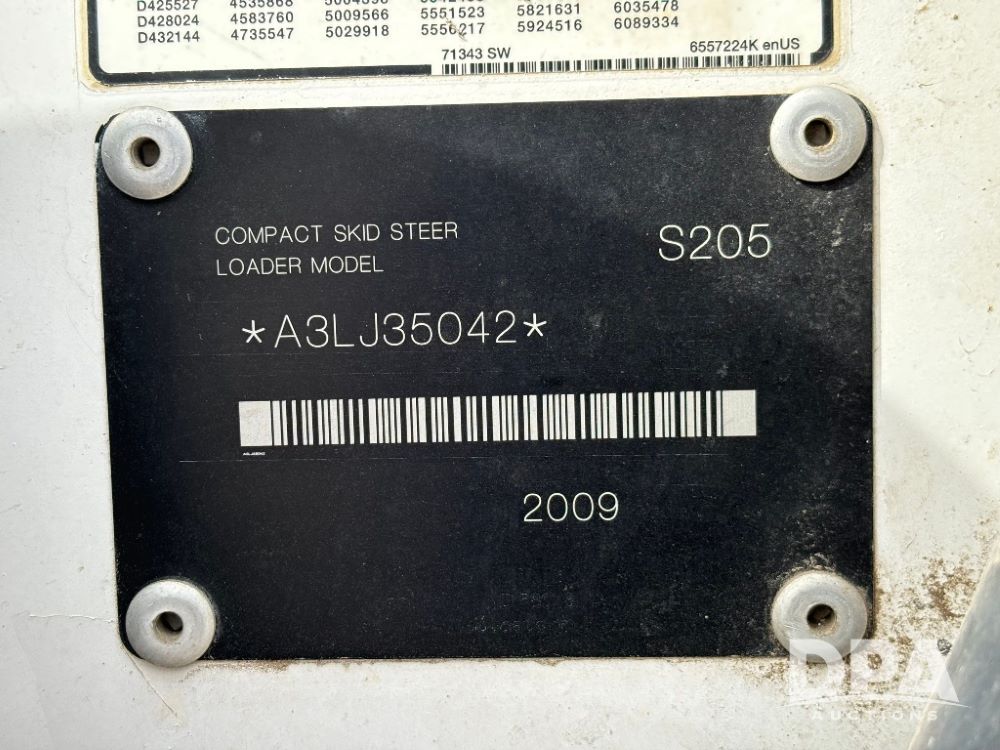 D425527 4535868 5821631 6035478
D428024 4583760 5009566 5551523 5924516 6089334
D432144 4735547 5029918 5556217
71343 SW 6557224K enUS
COMPACT SKID STEER S205
LOADER MODEL
*A3LJ35042*
2009
DPA
AUCTIONS